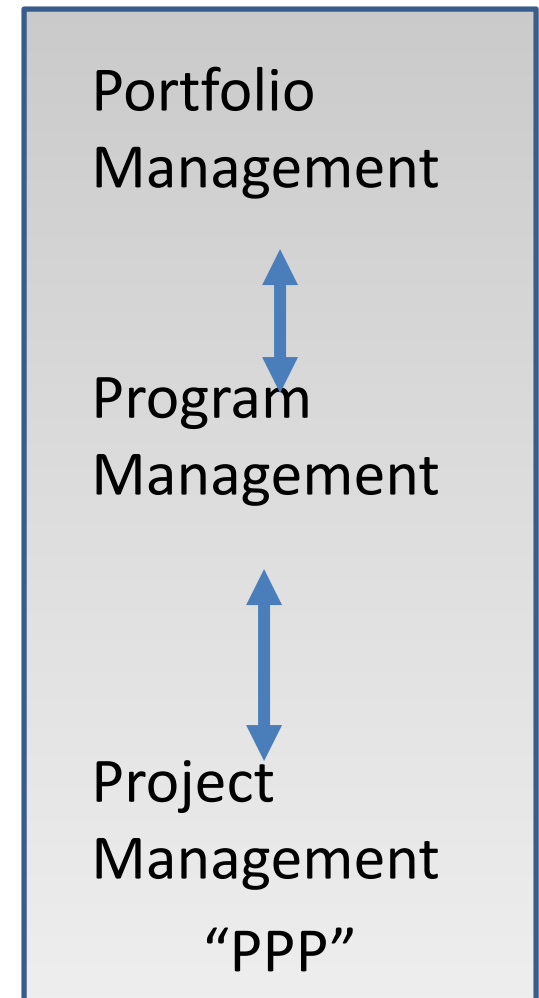 Portfolio
Management
Program
Management
Project
Management
“PPP”